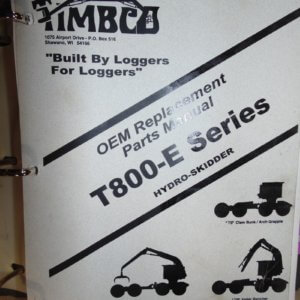 TIMBCO
1075 Airport Drive - P.O. Box 518
Shawano, WI 54166
"Built By Loggers
For Loggers"
OEM Replacement
Parts Manual
T800-E Series
HYDRO-SKIDDER
"70" Clam Bunk / Arch Grapple